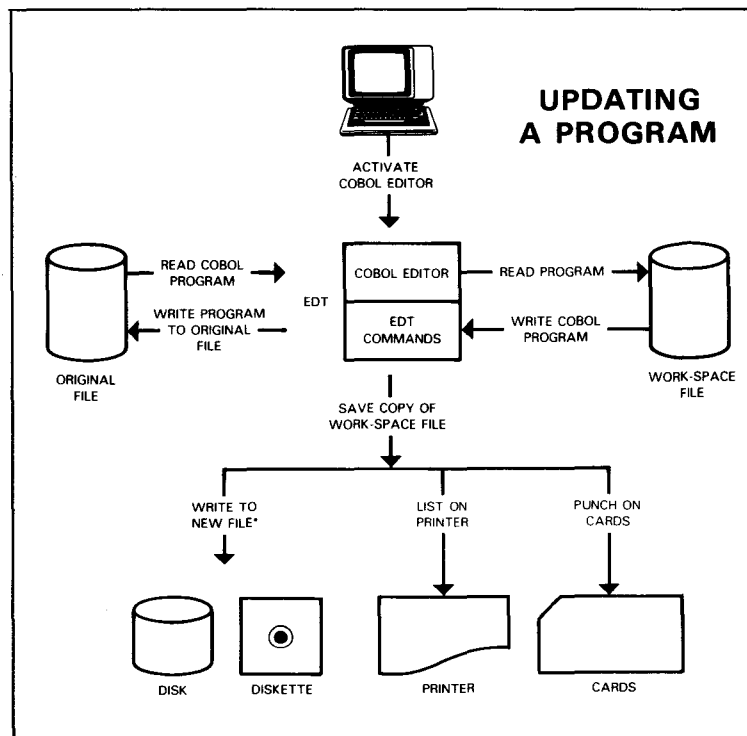 UPDATING
A PROGRAM
ACTIVATE
COBOL EDITOR
READ COBOL
PROGRAM
WRITE PROGRAM
TO ORIGINAL
FILE
ORIGINAL
FILE
EDT
COBOL EDITOR
EDT
COMMANDS
READ PROGRAM
WRITE COBOL
PROGRAM
WORK-SPACE
FILE
SAVE COPY OF
WORK-SPACE FILE
WRITE TO
NEW FILE*
LIST ON
PRINTER
PUNCH ON
CARDS
DISK
DISKETTE
PRINTER
CARDS